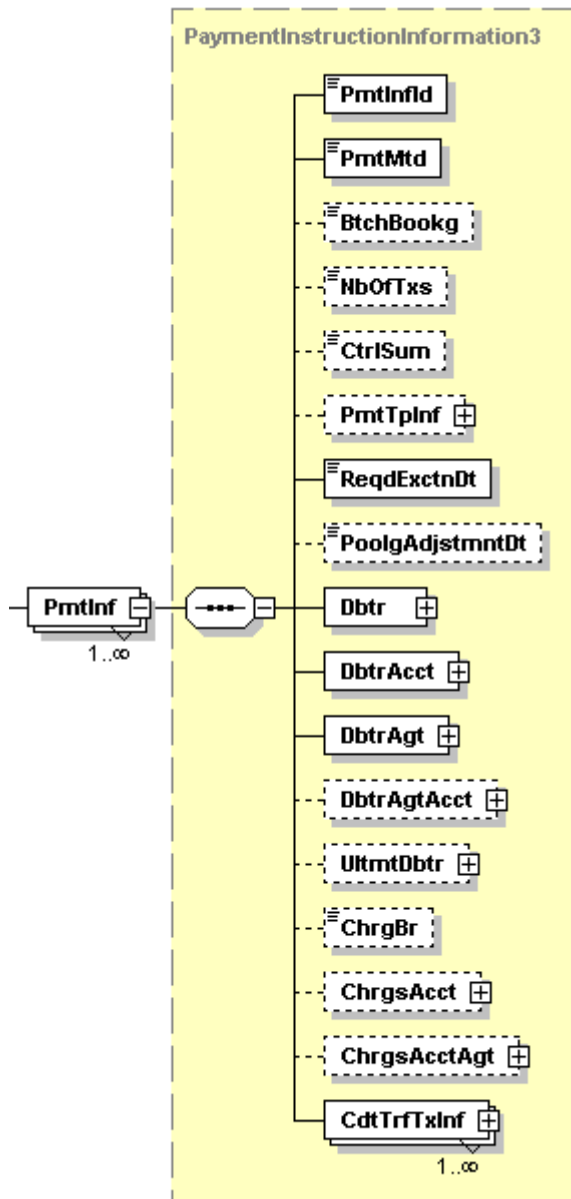 PaymentInstructionInformation3
PmtInfId
PmtMtd
BtchBookg
NbOfTxs
CtrlSum
PmtTpInf
ReqdExctnDt
PoolgAdjstmntDt
PmtInf
1..∞
Dbtr
DbtrAcct
DbtrAgt
DbtrAgtAcct
UltmtDbtr
ChrgBr
ChrgsAcct
ChrgsAcctAgt
CdtTrfTxInf
1..∞